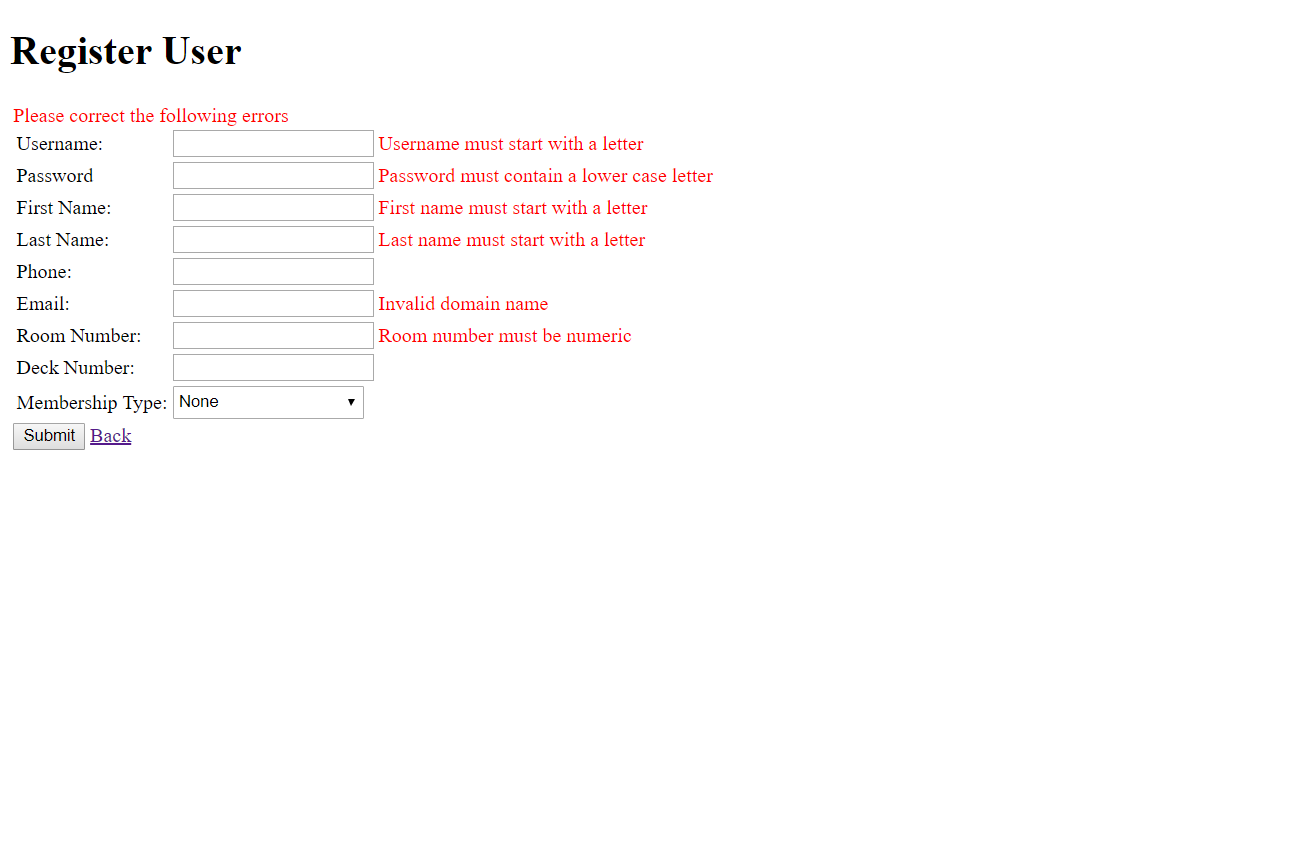 Register User
Please correct the following errors
Username: Username must start with a letter
Password Password must contain a lower case letter
First Name: First name must start with a letter
Last Name: Last name must start with a letter
Phone:
Email: Invalid domain name
Room Number: Room number must be numeric
Deck Number:
Membership Type: None
Submit Back